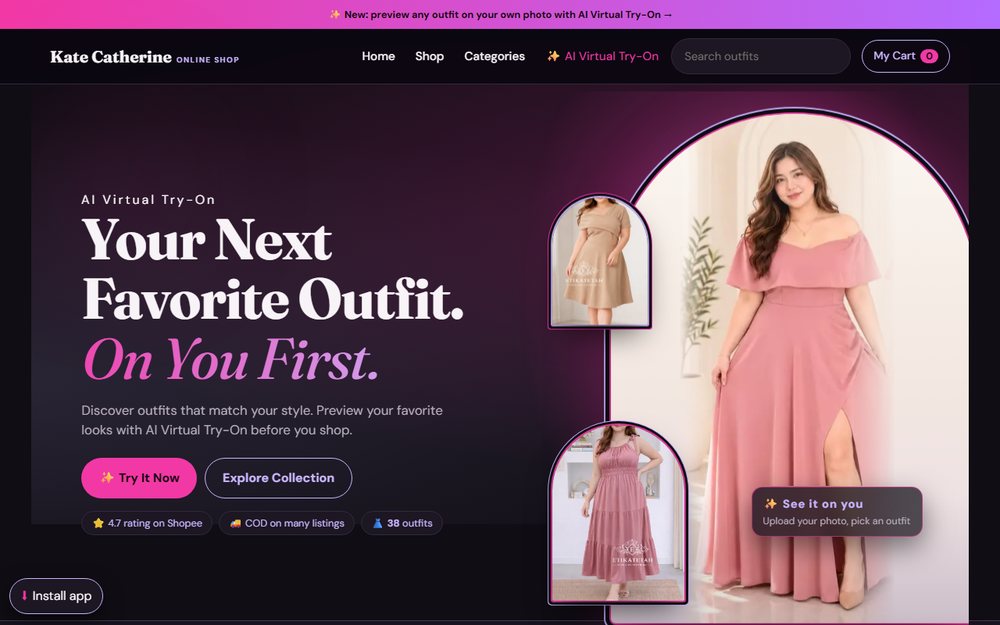 ✨ New: preview any outfit on your own photo with AI Virtual Try-On →
Kate Catherine ONLINE SHOP
Home
Shop
Categories
✨ AI Virtual Try-On
Search outfits
My Cart 0
AI Virtual Try-On
Your Next
Favorite Outfit.
On You First.
Discover outfits that match your style. Preview your favorite
looks with AI Virtual Try-On before you shop.
✨ Try It Now
Explore Collection
⭐ 4.7 rating on Shopee
🚚 COD on many listings
👗 38 outfits
ETIKATETAH
ETIKATETAH
✨ See it on you
Upload your photo, pick an outfit
⬇ Install app